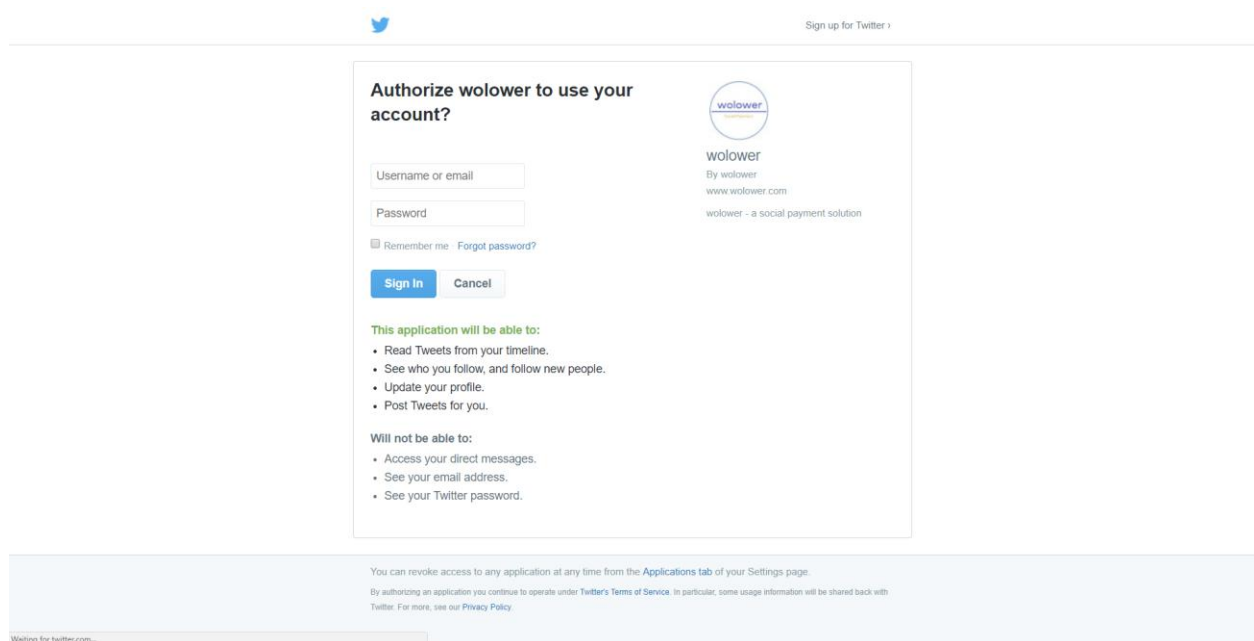 Sign up for Twitter ›
Authorize wolower to use your
account?
Username or email
Password
Remember me · Forgot password?
Sign In
Cancel
This application will be able to:
• Read Tweets from your timeline.
• See who you follow, and follow new people.
• Update your profile.
• Post Tweets for you.
Will not be able to:
• Access your direct messages.
• See your email address.
• See your Twitter password.
wolower
wolower
By wolower
www.wolower.com
wolower - a social payment solution
You can revoke access to any application at any time from the Applications tab of your Settings page.
By authorizing an application you continue to operate under Twitter's Terms of Service. In particular, some usage information will be shared back with
Twitter. For more, see our Privacy Policy.
Waiting for twitter.com...